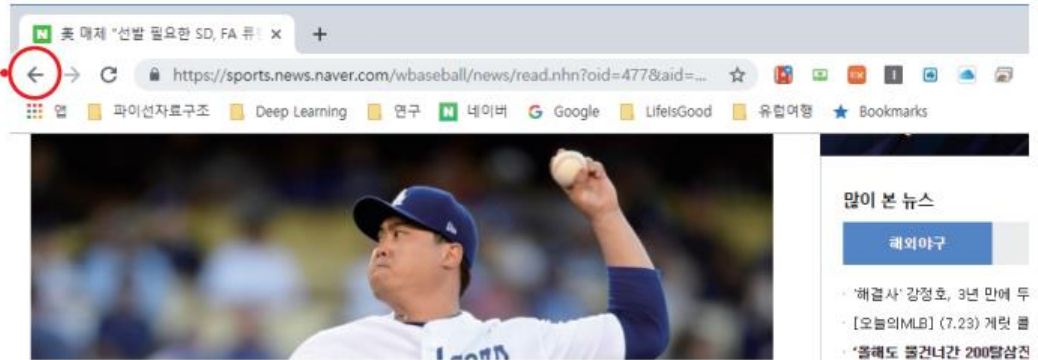 美 매체 "선발 필요한 SD, FA 류
https://sports.news.naver.com/wbaseball/news/read.nhn?oid=477&aid=...
앱 파이선자료구조 Deep Learning 연구 네이버 Google LifeIsGood 유럽여행 Bookmarks
많이 본 뉴스
해외야구
· '해결사' 강정호, 3년 만에 두
· [오늘의MLB] (7.23) 게릿 콜
· '올해도 물건너간 200탈삼진